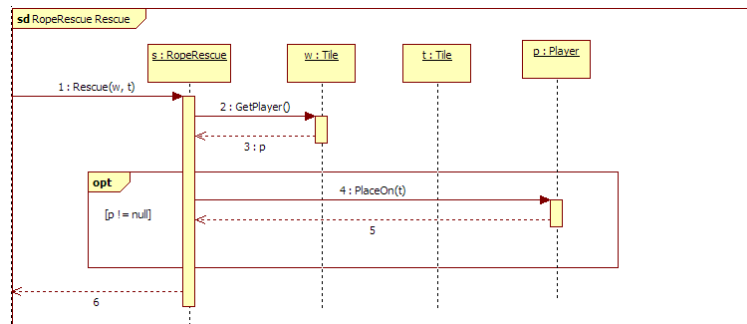 sd RopeRescue Rescue
s : RopeRescue
w : Tile
t : Tile
p : Player
1 : Rescue(w, t)
2 : GetPlayer()
3 : p
opt
[p != null]
4 : PlaceOn(t)
5
6